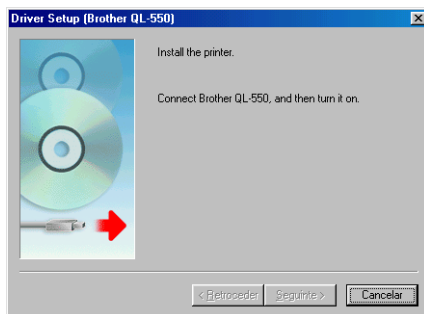 Driver Setup (Brother QL-550)
Install the printer.
Connect Brother QL-550, and then turn it on.
< Retroceder
Seguinte >
Cancelar